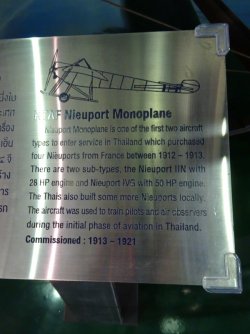 RTAF Nieuport Monoplane
Nieuport Monoplane is one of the first two aircraft
types to enter service in Thailand which purchased
four Nieuports from France between 1912 – 1913.
There are two sub-types, the Nieuport IIN with
28 HP engine and Nieuport IVG with 50 HP engine.
The Thais also built some more Nieuports locally.
The aircraft was used to train pilots and air observers
during the initial phase of aviation in Thailand.
Commissioned : 1913 – 1921